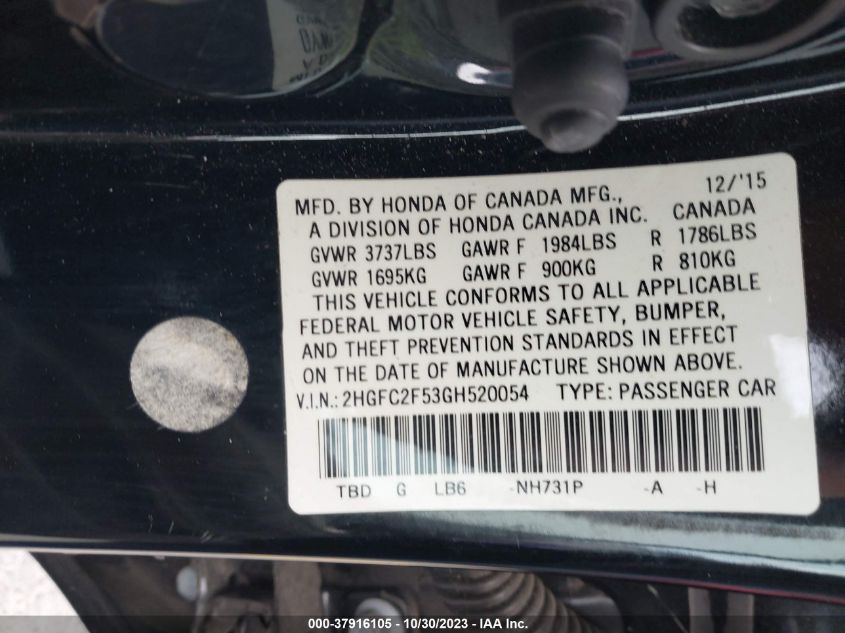 12/'15
MFD. BY HONDA OF CANADA MFG.,
A DIVISION OF HONDA CANADA INC. CANADA
GVWR 3737LBS GAWR F 1984LBS R 1786LBS
GVWR 1695KG GAWR F 900KG R 810KG
THIS VEHICLE CONFORMS TO ALL APPLICABLE
FEDERAL MOTOR VEHICLE SAFETY, BUMPER,
AND THEFT PREVENTION STANDARDS IN EFFECT
ON THE DATE OF MANUFACTURE SHOWN ABOVE.
V.I.N.: 2HGFC2F53GH520054 TYPE: PASSENGER CAR
TBD G LB6 -NH731P -A -H
000-37916105 - 10/30/2023 - IAA Inc.